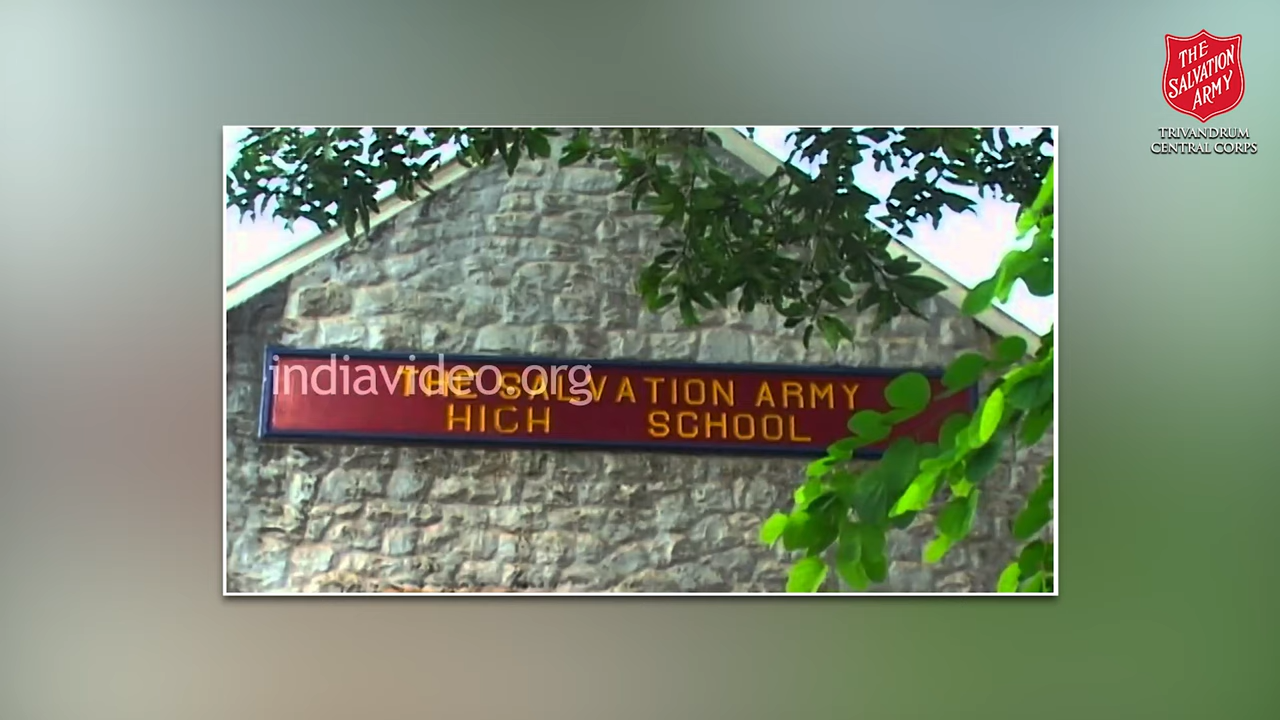 THE
SALVATION
ARMY
TRIVANDRUM
CENTRAL CORPS
indiavideo.org
THE SALVATION ARMY
HIGH SCHOOL